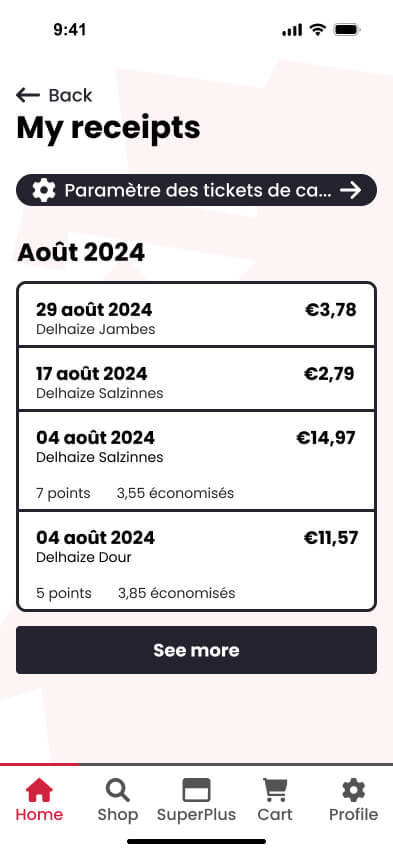 9:41
Back
My receipts
Paramètre des tickets de ca...
Août 2024
29 août 2024 €3,78
Delhaize Jambes
17 août 2024 €2,79
Delhaize Salzinnes
04 août 2024 €14,97
Delhaize Salzinnes
7 points 3,55 économisés
04 août 2024 €11,57
Delhaize Dour
5 points 3,85 économisés
See more
Home Shop SuperPlus Cart Profile